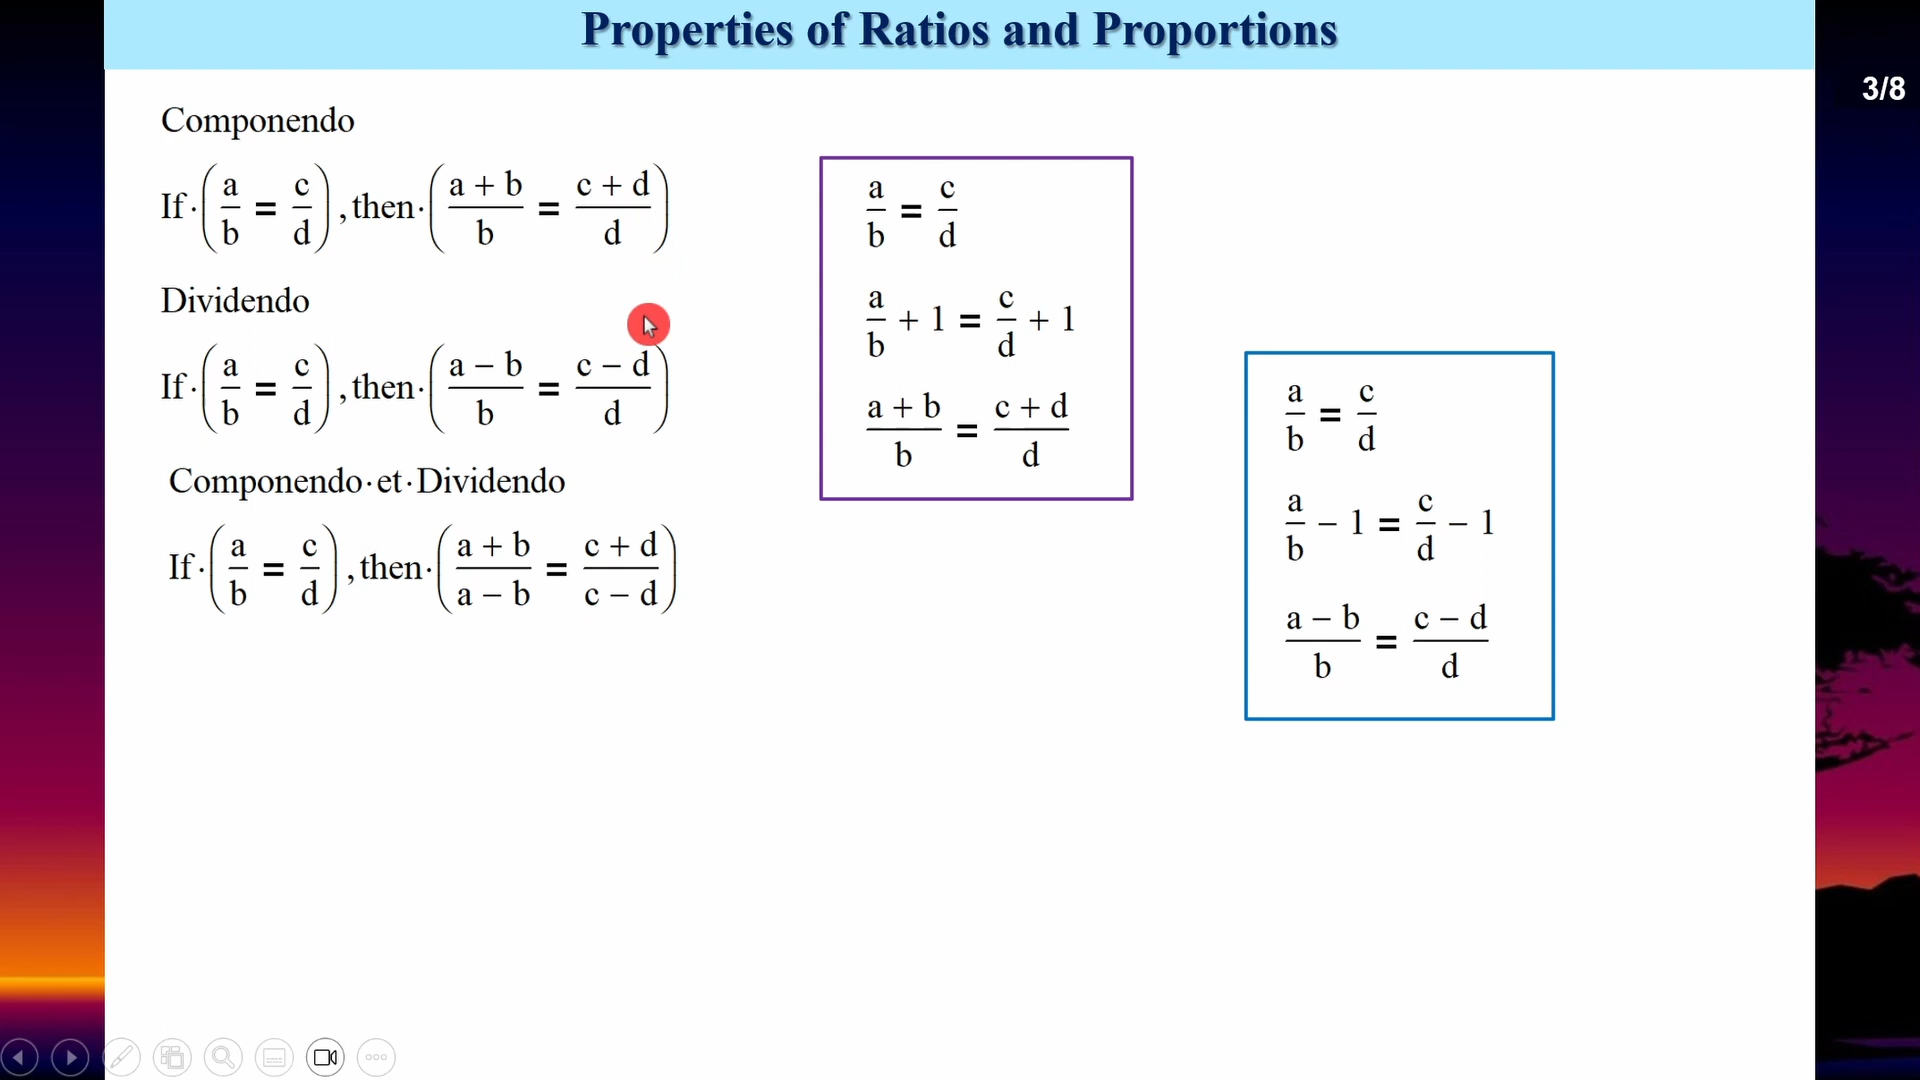 Properties of Ratios and Proportions
3/8
Componendo
If·(a/b = c/d), then·((a + b)/b = (c + d)/d)
Dividendo
If·(a/b = c/d), then·((a − b)/b = (c − d)/d)
Componendo·et·Dividendo
If·(a/b = c/d), then·((a + b)/(a − b) = (c + d)/(c − d))
a/b = c/d
a/b + 1 = c/d + 1
(a + b)/b = (c + d)/d
a/b = c/d
a/b − 1 = c/d − 1
(a − b)/b = (c − d)/d